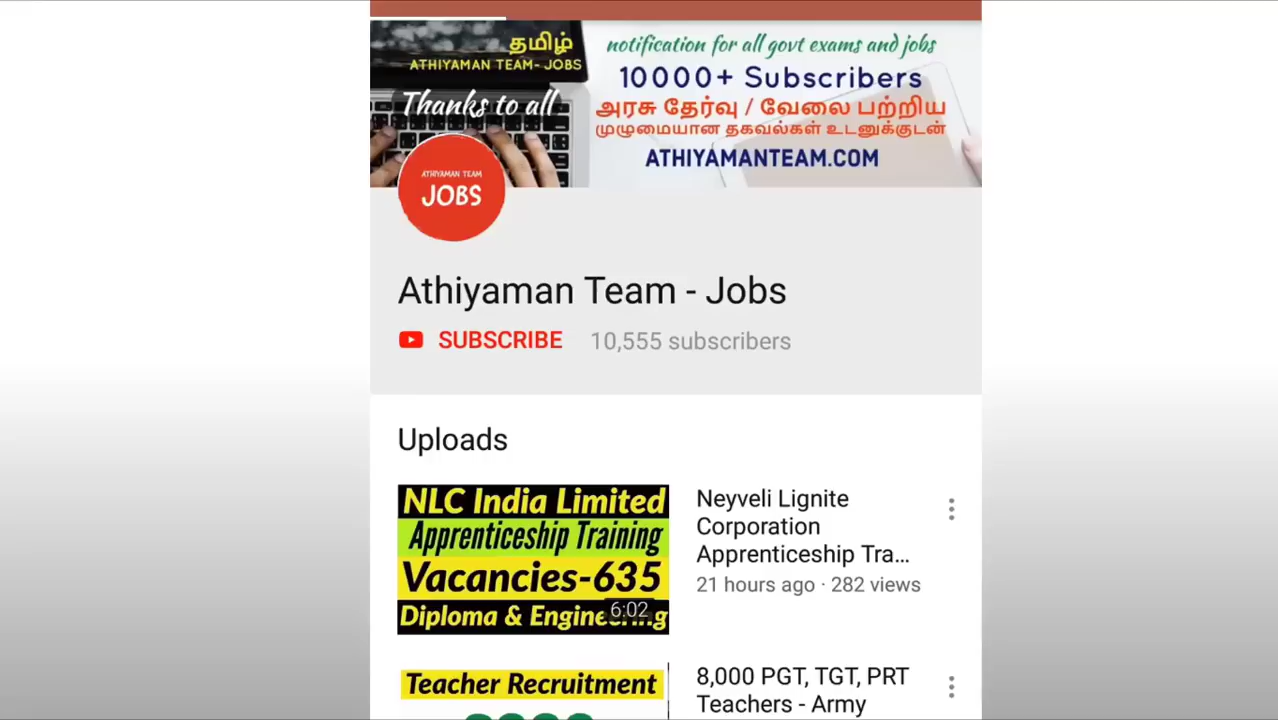 தமிழ்
ATHIYAMAN TEAM- JOBS
Thanks to all
notification for all govt exams and jobs
10000+ Subscribers
அரசு தேர்வு / வேலை பற்றிய
முழுமையான தகவல்கள் உடனுக்குடன்
ATHIYAMANTEAM.COM
ATHIYAMAN TEAM
JOBS
Athiyaman Team - Jobs
SUBSCRIBE 10,555 subscribers
Uploads
NLC India Limited
Apprenticeship Training
Vacancies-635
Diploma & Engineering
6:02
Neyveli Lignite
Corporation
Apprenticeship Tra...
21 hours ago · 282 views
Teacher Recruitment
8,000 PGT, TGT, PRT
Teachers - Army